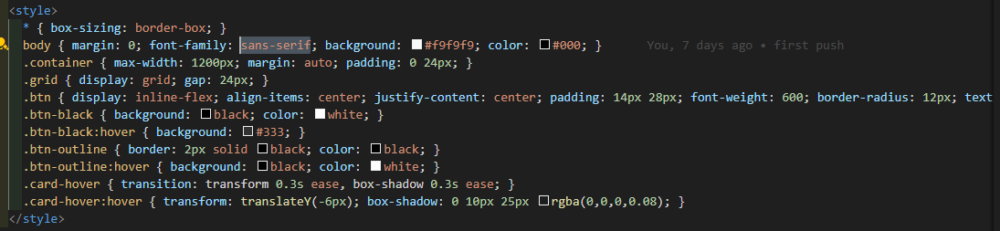 <style>
* { box-sizing: border-box; }
body { margin: 0; font-family: sans-serif; background: #f9f9f9; color: #000; } You, 7 days ago • first push
.container { max-width: 1200px; margin: auto; padding: 0 24px; }
.grid { display: grid; gap: 24px; }
.btn { display: inline-flex; align-items: center; justify-content: center; padding: 14px 28px; font-weight: 600; border-radius: 12px; text
.btn-black { background: black; color: white; }
.btn-black:hover { background: #333; }
.btn-outline { border: 2px solid black; color: black; }
.btn-outline:hover { background: black; color: white; }
.card-hover { transition: transform 0.3s ease, box-shadow 0.3s ease; }
.card-hover:hover { transform: translateY(-6px); box-shadow: 0 10px 25px rgba(0,0,0,0.08); }
</style>